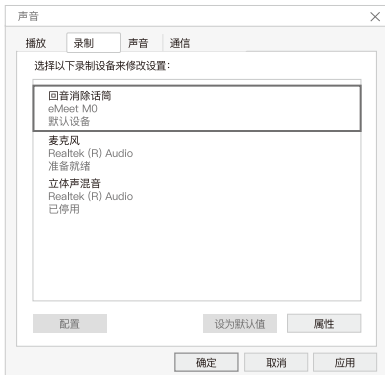 声音
播放 录制 声音 通信
选择以下录制设备来修改设置:
回音消除话筒
eMeet M0
默认设备
麦克风
Realtek (R) Audio
准备就绪
立体声混音
Realtek (R) Audio
已停用
配置 设为默认值 属性
确定 取消 应用